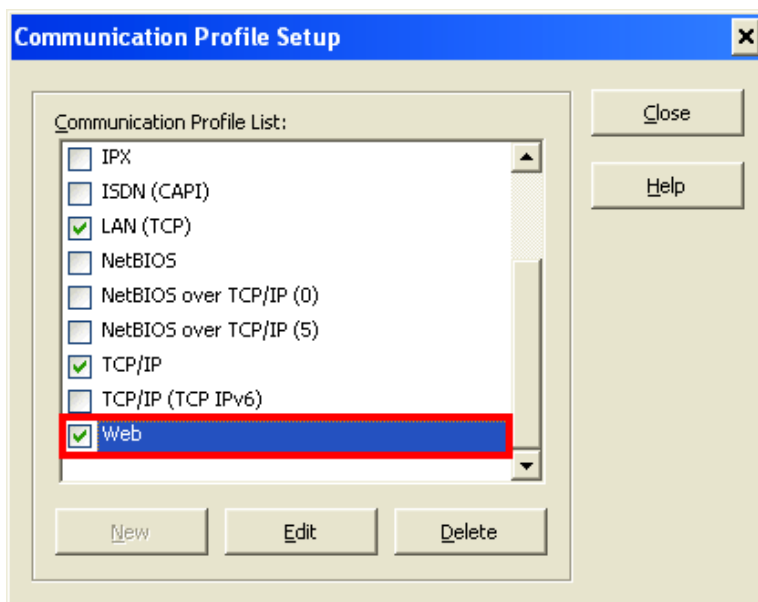 Communication Profile Setup
Communication Profile List:
Close
IPX
ISDN (CAPI)
Help
LAN (TCP)
NetBIOS
NetBIOS over TCP/IP (0)
NetBIOS over TCP/IP (5)
TCP/IP
TCP/IP (TCP IPv6)
Web
New Edit Delete